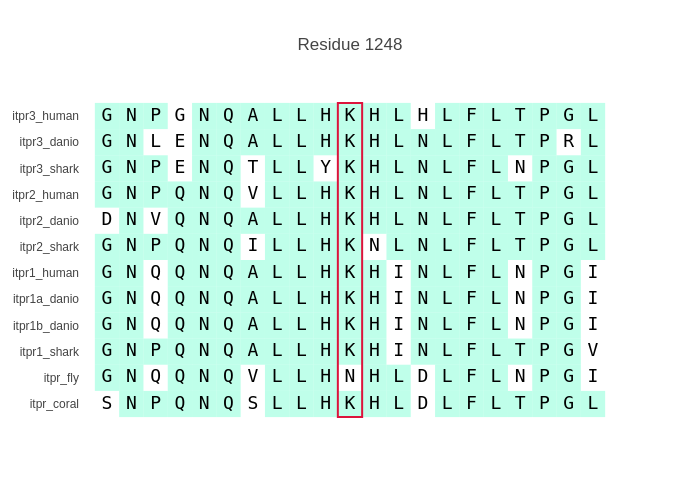 Residue 1248
itpr3_human G N P G N Q A L L H K H L H L F L T P G L
itpr3_danio G N L E N Q A L L H K H L N L F L T P R L
itpr3_shark G N P E N Q T L L Y K H L N L F L N P G L
itpr2_human G N P Q N Q V L L H K H L N L F L T P G L
itpr2_danio D N V Q N Q A L L H K H L N L F L T P G L
itpr2_shark G N P Q N Q I L L H K N L N L F L T P G L
itpr1_human G N Q Q N Q A L L H K H I N L F L N P G I
itpr1a_danio G N Q Q N Q A L L H K H I N L F L N P G I
itpr1b_danio G N Q Q N Q A L L H K H I N L F L N P G I
itpr1_shark G N P Q N Q A L L H K H I N L F L T P G V
itpr_fly G N Q Q N Q V L L H N H L D L F L N P G I
itpr_coral S N P Q N Q S L L H K H L D L F L T P G L